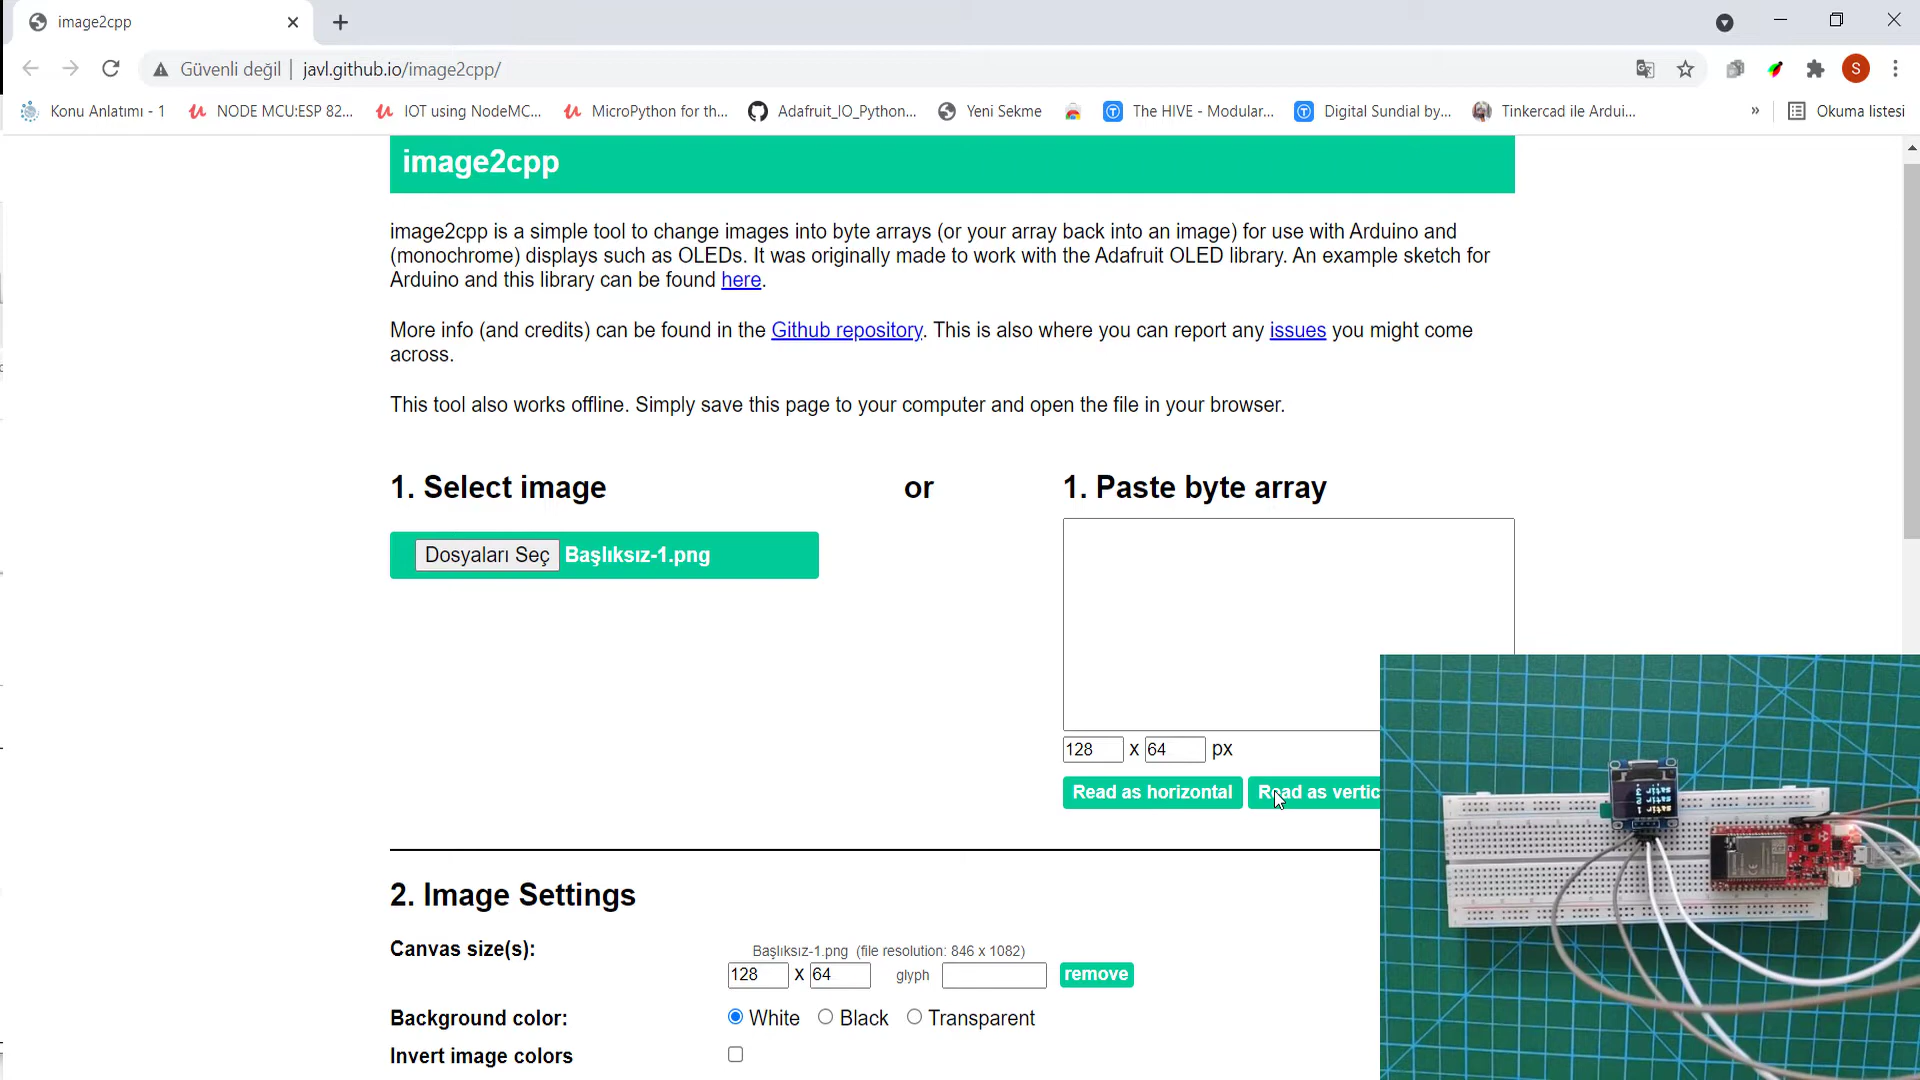 image2cpp
Güvenli değil | javl.github.io/image2cpp/
S
Konu Anlatımı - 1
NODE MCU:ESP 82...
IOT using NodeMC...
MicroPython for th...
Adafruit_IO_Python...
Yeni Sekme
The HIVE - Modular...
Digital Sundial by...
Tinkercad ile Ardui...
»
Okuma listesi
image2cpp
image2cpp is a simple tool to change images into byte arrays (or your array back into an image) for use with Arduino and
(monochrome) displays such as OLEDs. It was originally made to work with the Adafruit OLED library. An example sketch for
Arduino and this library can be found here.
More info (and credits) can be found in the Github repository. This is also where you can report any issues you might come
across.
This tool also works offline. Simply save this page to your computer and open the file in your browser.
1. Select image
or
1. Paste byte array
Dosyaları Seç Başlıksız-1.png
128 x 64 px
Read as horizontal
Read as vertic
2. Image Settings
Canvas size(s):
Başlıksız-1.png (file resolution: 846 x 1082)
128 x 64 glyph
remove
Background color:
White Black Transparent
Invert image colors